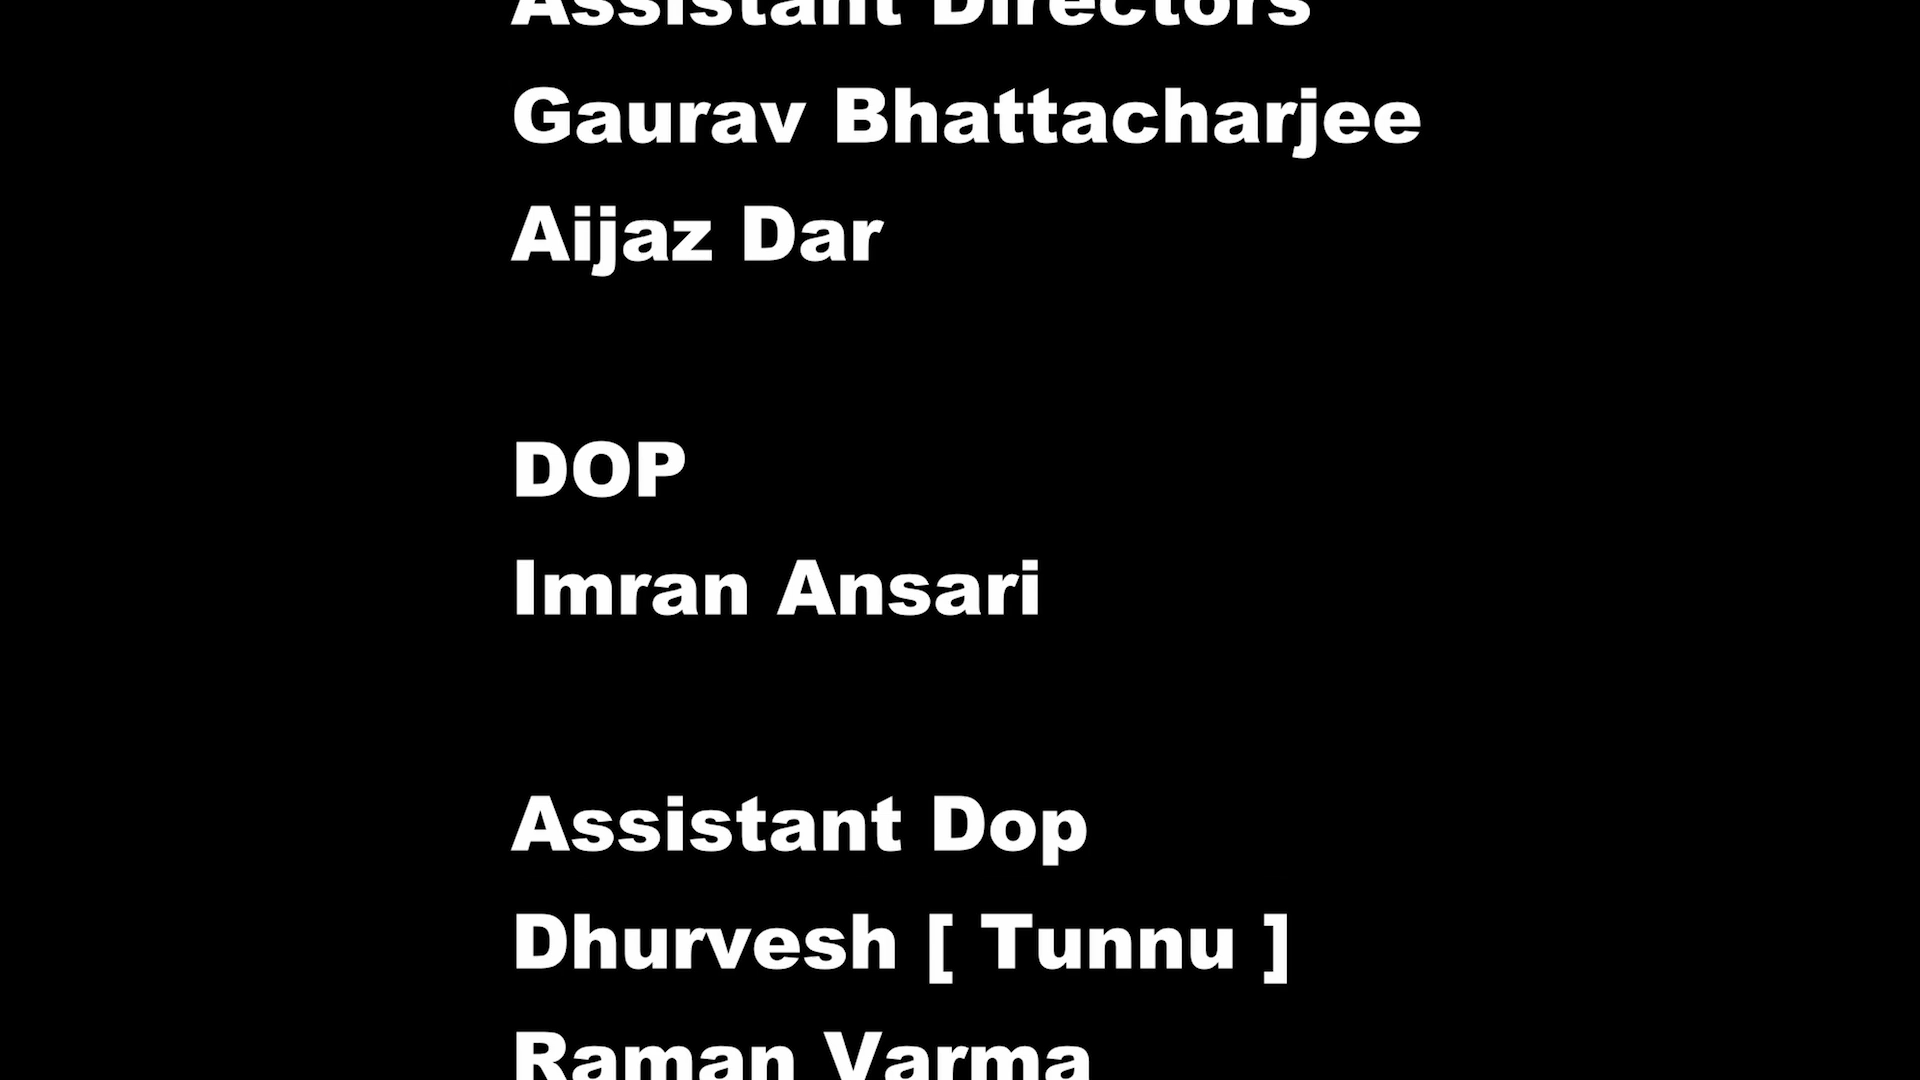 Assistant Directors
Gaurav Bhattacharjee
Aijaz Dar
DOP
Imran Ansari
Assistant Dop
Dhurvesh [ Tunnu ]
Raman Varma